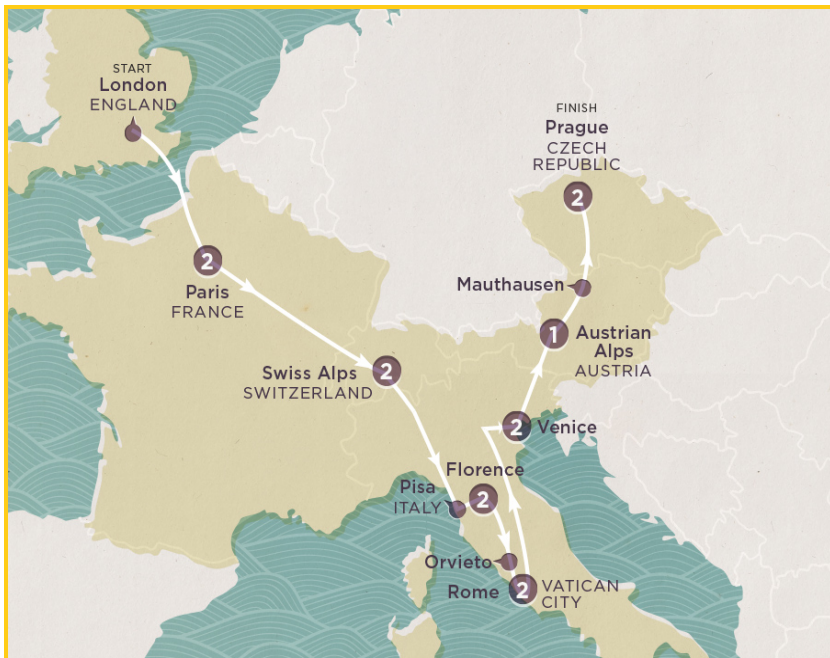 START
London
ENGLAND
FINISH
Prague
CZECH
REPUBLIC
2
2
Paris
FRANCE
Mauthausen
1
Austrian
Alps
AUSTRIA
Swiss Alps
SWITZERLAND
2
2
Venice
Florence
2
Pisa
ITALY
Orvieto
Rome
2
VATICAN
CITY